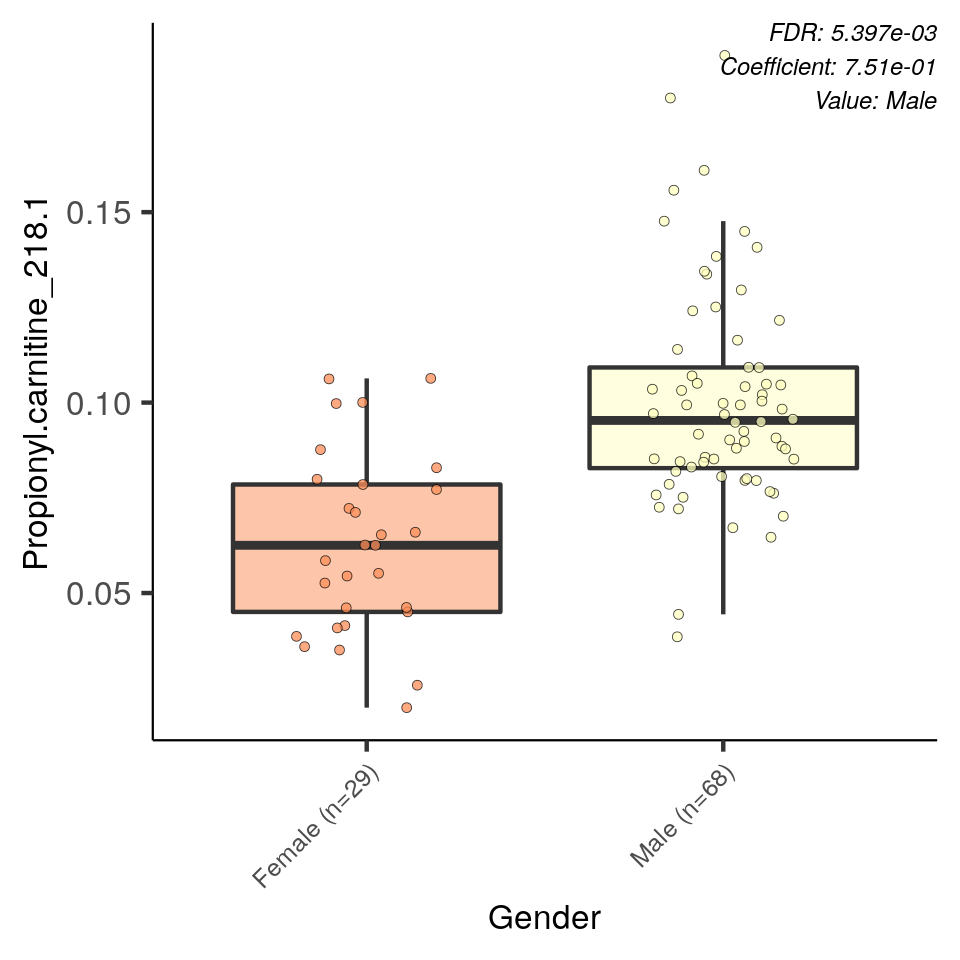 FDR: 5.397e-03
Coefficient: 7.51e-01
Value: Male
Propionyl.carnitine_218.1
0.15
0.10
0.05
Female (n=29)
Male (n=68)
Gender